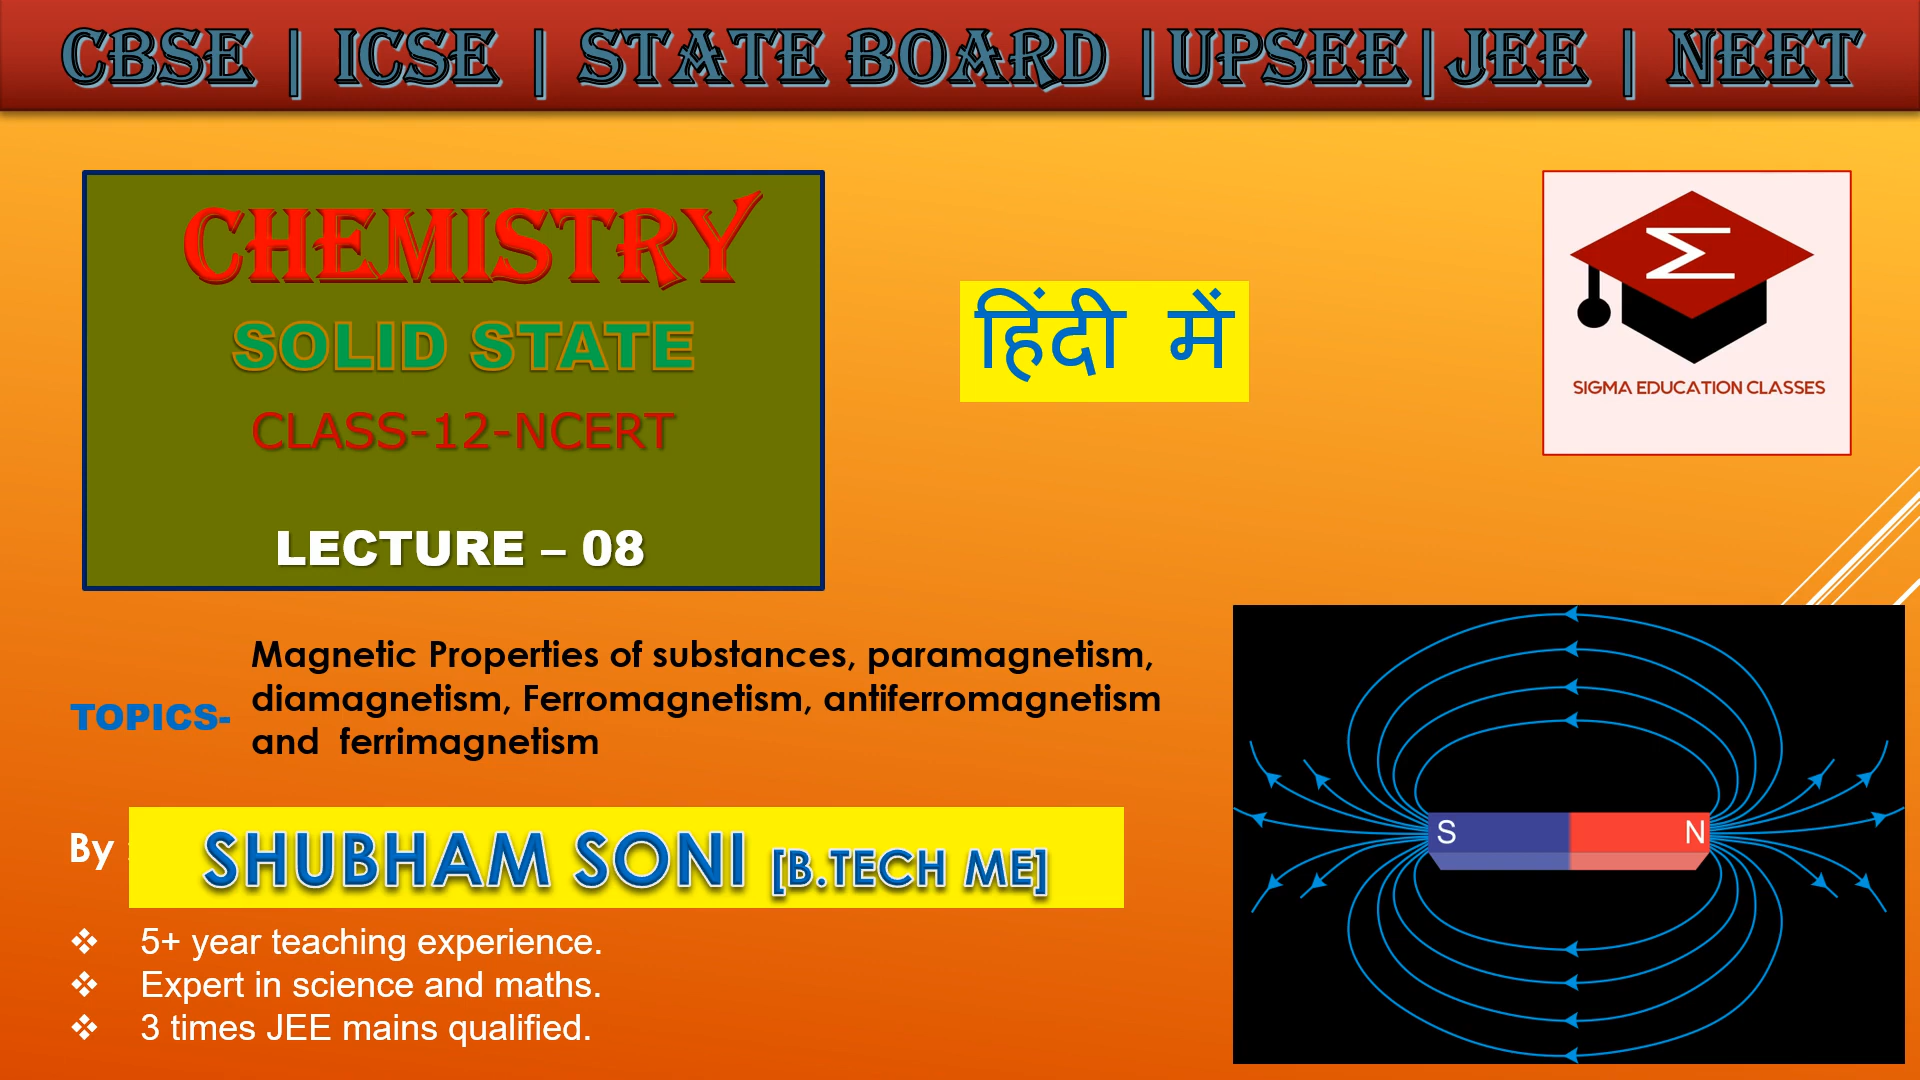 CBSE | ICSE | STATE BOARD |UPSEE|JEE | NEET
CHEMISTRY
SOLID STATE
CLASS-12-NCERT
LECTURE – 08
हिंदी में
SIGMA EDUCATION CLASSES
TOPICS-
Magnetic Properties of substances, paramagnetism,
diamagnetism, Ferromagnetism, antiferromagnetism
and ferrimagnetism
By :
SHUBHAM SONI [B.TECH ME]
❖ 5+ year teaching experience.
❖ Expert in science and maths.
❖ 3 times JEE mains qualified.
S N